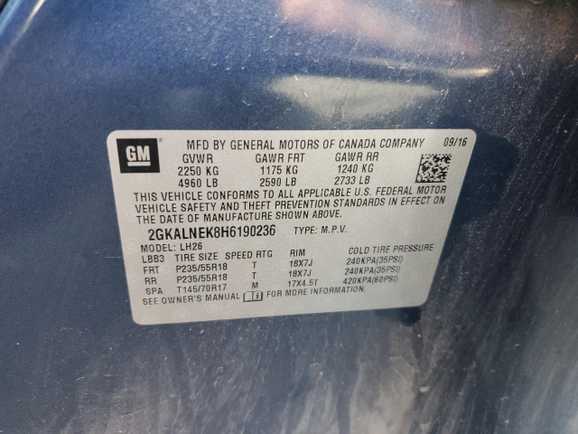 GM
MFD BY GENERAL MOTORS OF CANADA COMPANY 09/16
GVWR GAWR FRT GAWR RR
2250 KG 1175 KG 1240 KG
4960 LB 2590 LB 2733 LB
THIS VEHICLE CONFORMS TO ALL APPLICABLE U.S. FEDERAL MOTOR
VEHICLE SAFETY AND THEFT PREVENTION STANDARDS IN EFFECT ON
THE DATE OF MANUFACTURE SHOWN ABOVE.
2GKALNEK8H6190236 TYPE: M.P.V.
MODEL: LH26
LBB3 TIRE SIZE SPEED RTG RIM COLD TIRE PRESSURE
FRT P235/55R18 T 18X7J 240KPA(35PSI)
RR P235/55R18 T 18X7J 240KPA(35PSI)
SPA T145/70R17 M 17X4.5T 420KPA(60PSI)
SEE OWNER'S MANUAL FOR MORE INFORMATION.